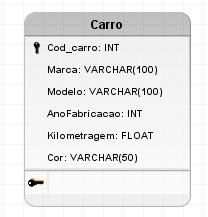 Carro
Cod_carro: INT
Marca: VARCHAR(100)
Modelo: VARCHAR(100)
AnoFabricacao: INT
Kilometragem: FLOAT
Cor: VARCHAR(50)